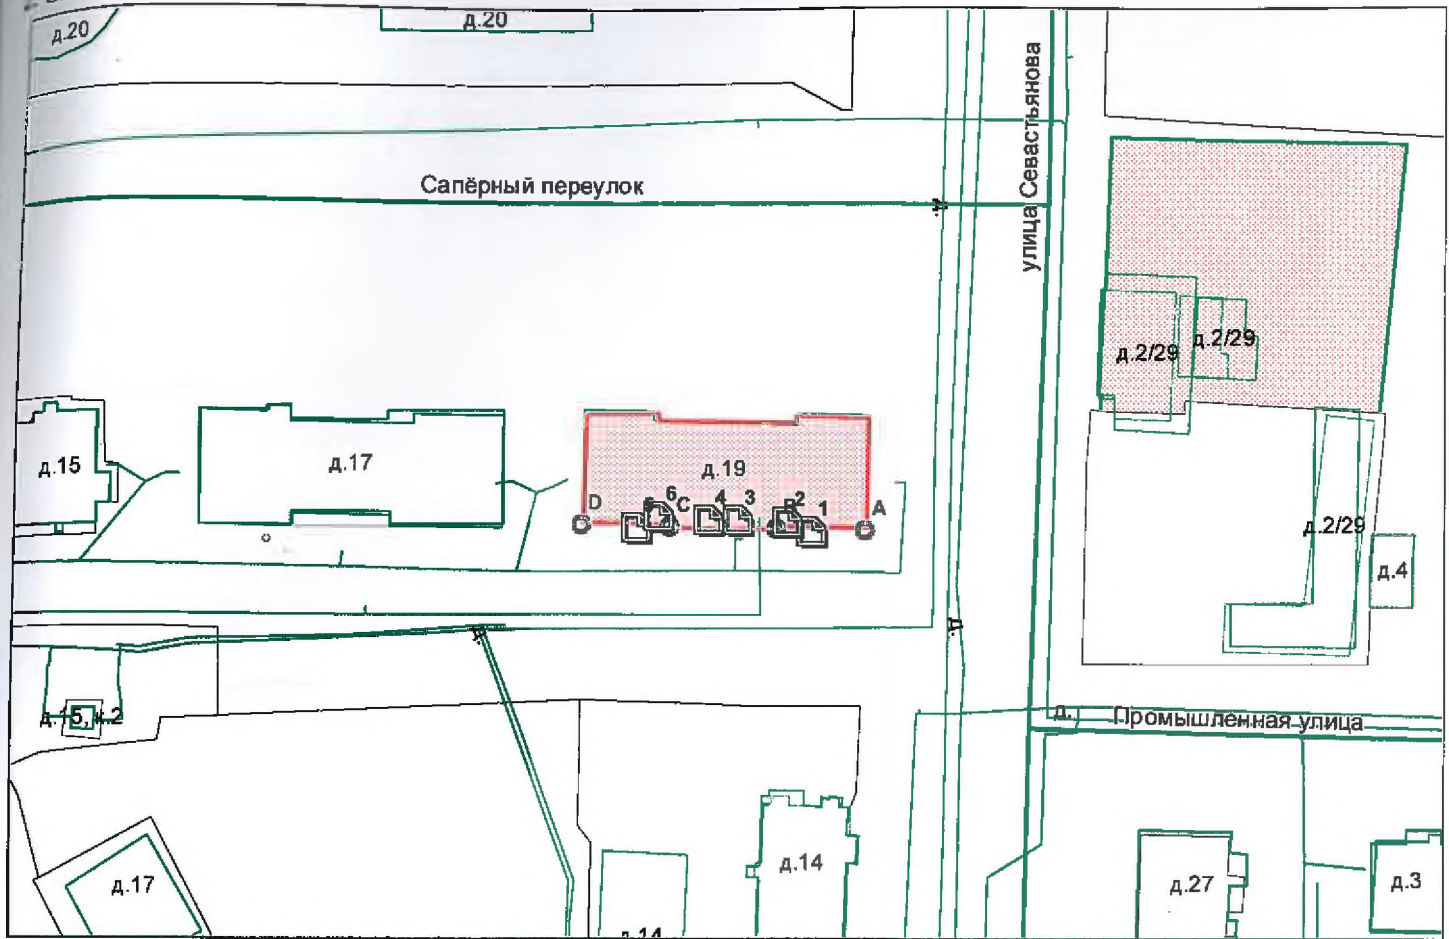 д.20
д.20
улица Севастьянова
Сапёрный переулок
д.2/29
д.2/29
д.15
д.17
д.19
D
6
C
4
3
2
1
A
д.2/29
д.4
д.
д.15, к.2
д.
Промышленная улица
д.17
д.14
д.14
д.27
д.3